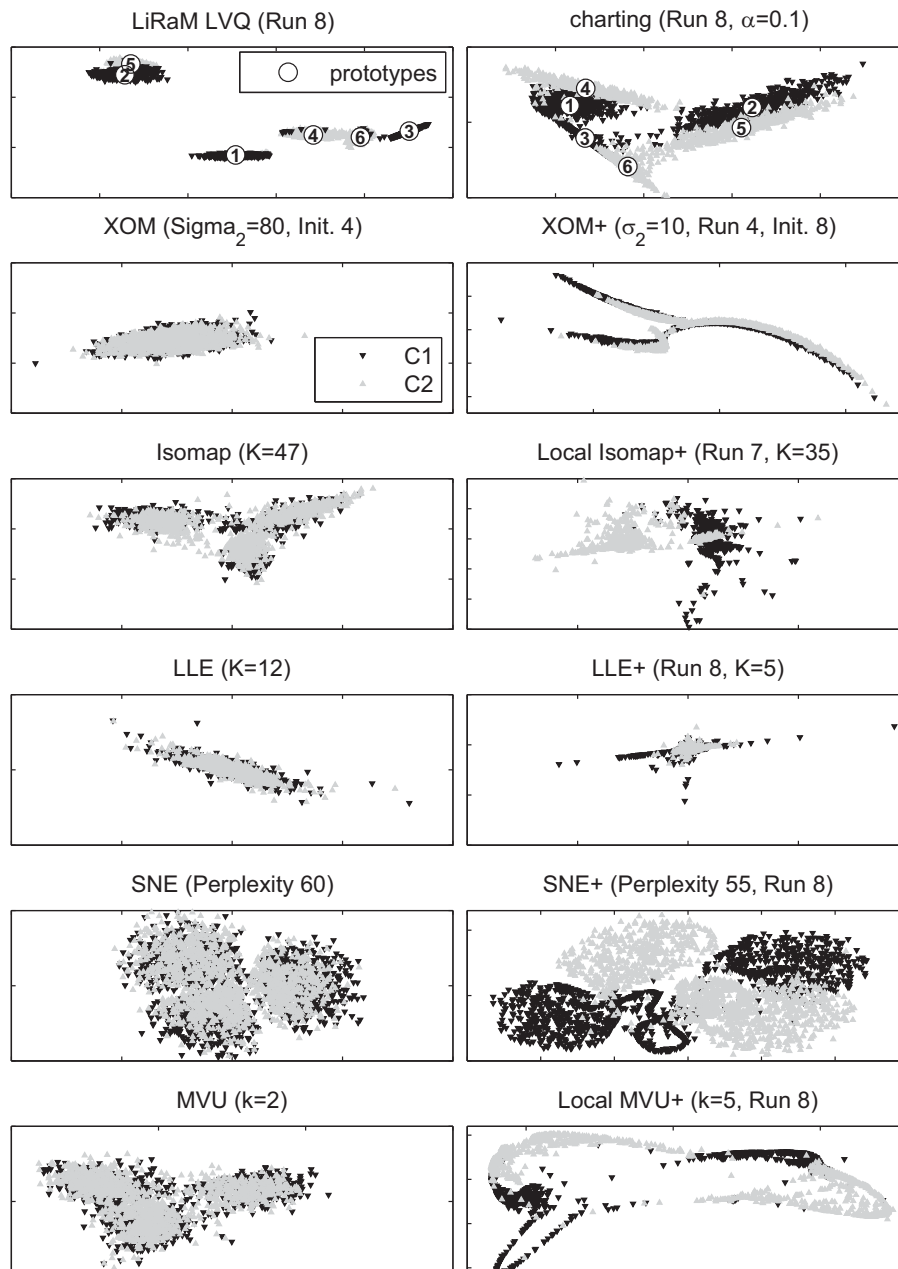 LiRaM LVQ (Run 8)
charting (Run 8, α=0.1)
prototypes
5
2
4
6
3
1
4
1
2
3
5
6
XOM (Sigma2=80, Init. 4)
XOM+ (σ2=10, Run 4, Init. 8)
C1
C2
Isomap (K=47)
Local Isomap+ (Run 7, K=35)
LLE (K=12)
LLE+ (Run 8, K=5)
SNE (Perplexity 60)
SNE+ (Perplexity 55, Run 8)
MVU (k=2)
Local MVU+ (k=5, Run 8)